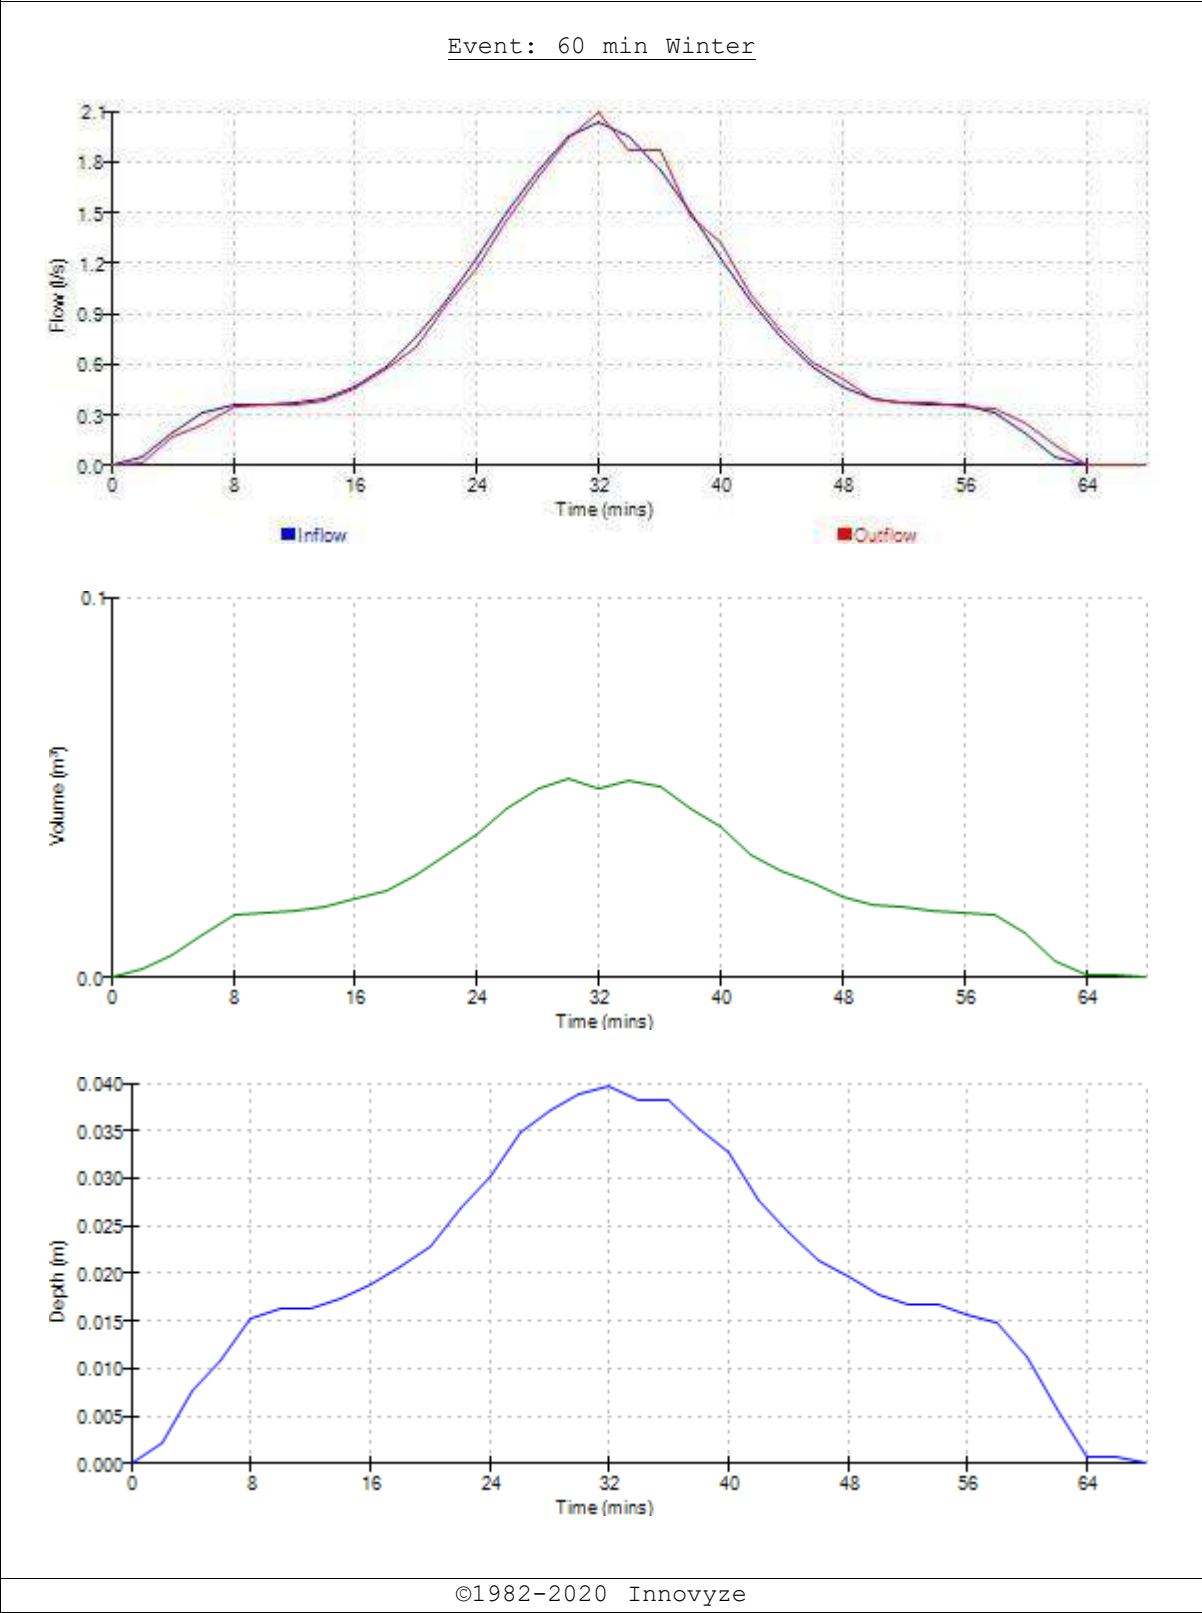 Event: 60 min Winter
2.1
1.8
1.5
1.2
0.9
0.6
0.3
0.0
Flow (l/s)
0 8 16 24 32 40 48 56 64
Time (mins)
Inflow Outflow
0.1
0.0
Volume (m³)
0 8 16 24 32 40 48 56 64
Time (mins)
0.040
0.035
0.030
0.025
0.020
0.015
0.010
0.005
0.000
Depth (m)
0 8 16 24 32 40 48 56 64
Time (mins)
©1982-2020 Innovyze